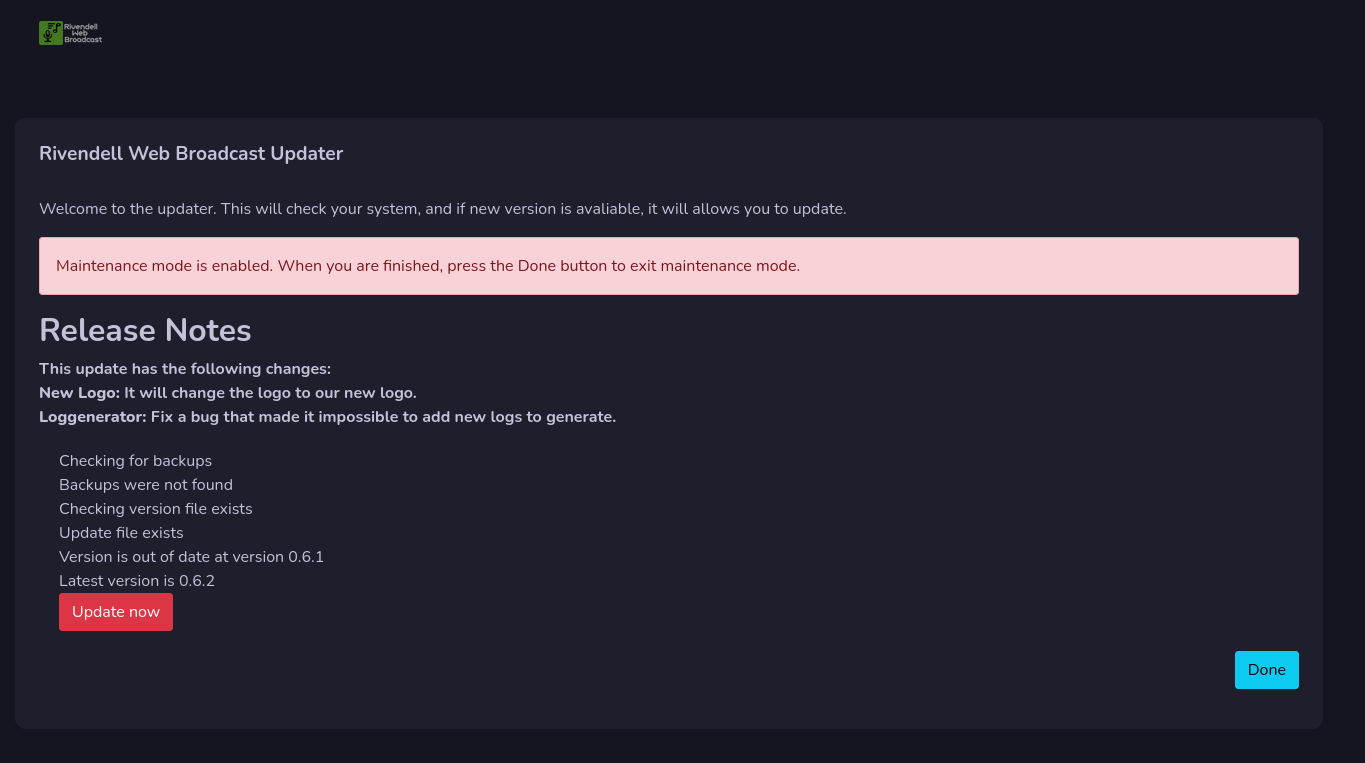 Rivendell
Web
Broadcast
Rivendell Web Broadcast Updater
Welcome to the updater. This will check your system, and if new version is avaliable, it will allows you to update.
Maintenance mode is enabled. When you are finished, press the Done button to exit maintenance mode.
Release Notes
This update has the following changes:
New Logo: It will change the logo to our new logo.
Loggenerator: Fix a bug that made it impossible to add new logs to generate.
Checking for backups
Backups were not found
Checking version file exists
Update file exists
Version is out of date at version 0.6.1
Latest version is 0.6.2
Update now
Done